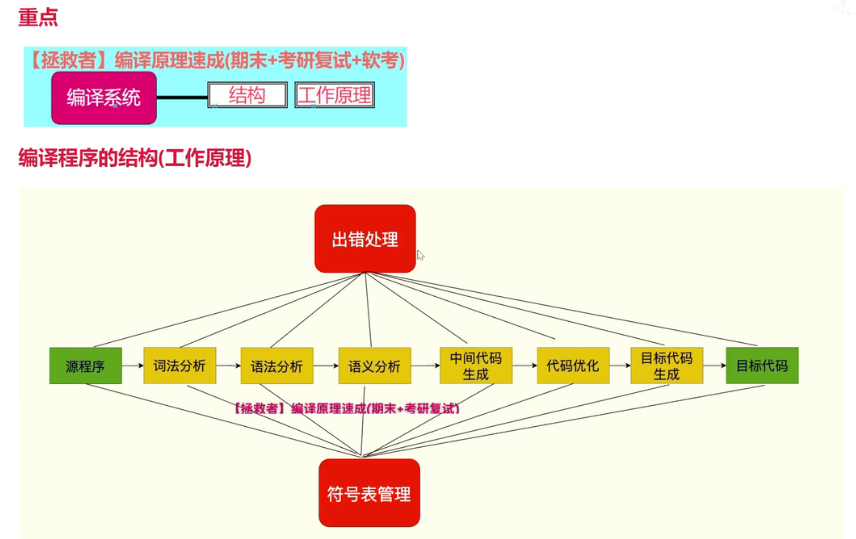 重点
【拯救者】编译原理速成(期末+考研复试+软考)
编译系统
结构
工作原理
编译程序的结构(工作原理)
出错处理
源程序
词法分析
语法分析
语义分析
中间代码
生成
代码优化
目标代码
生成
目标代码
【拯救者】编译原理速成(期末+考研复试)
符号表管理